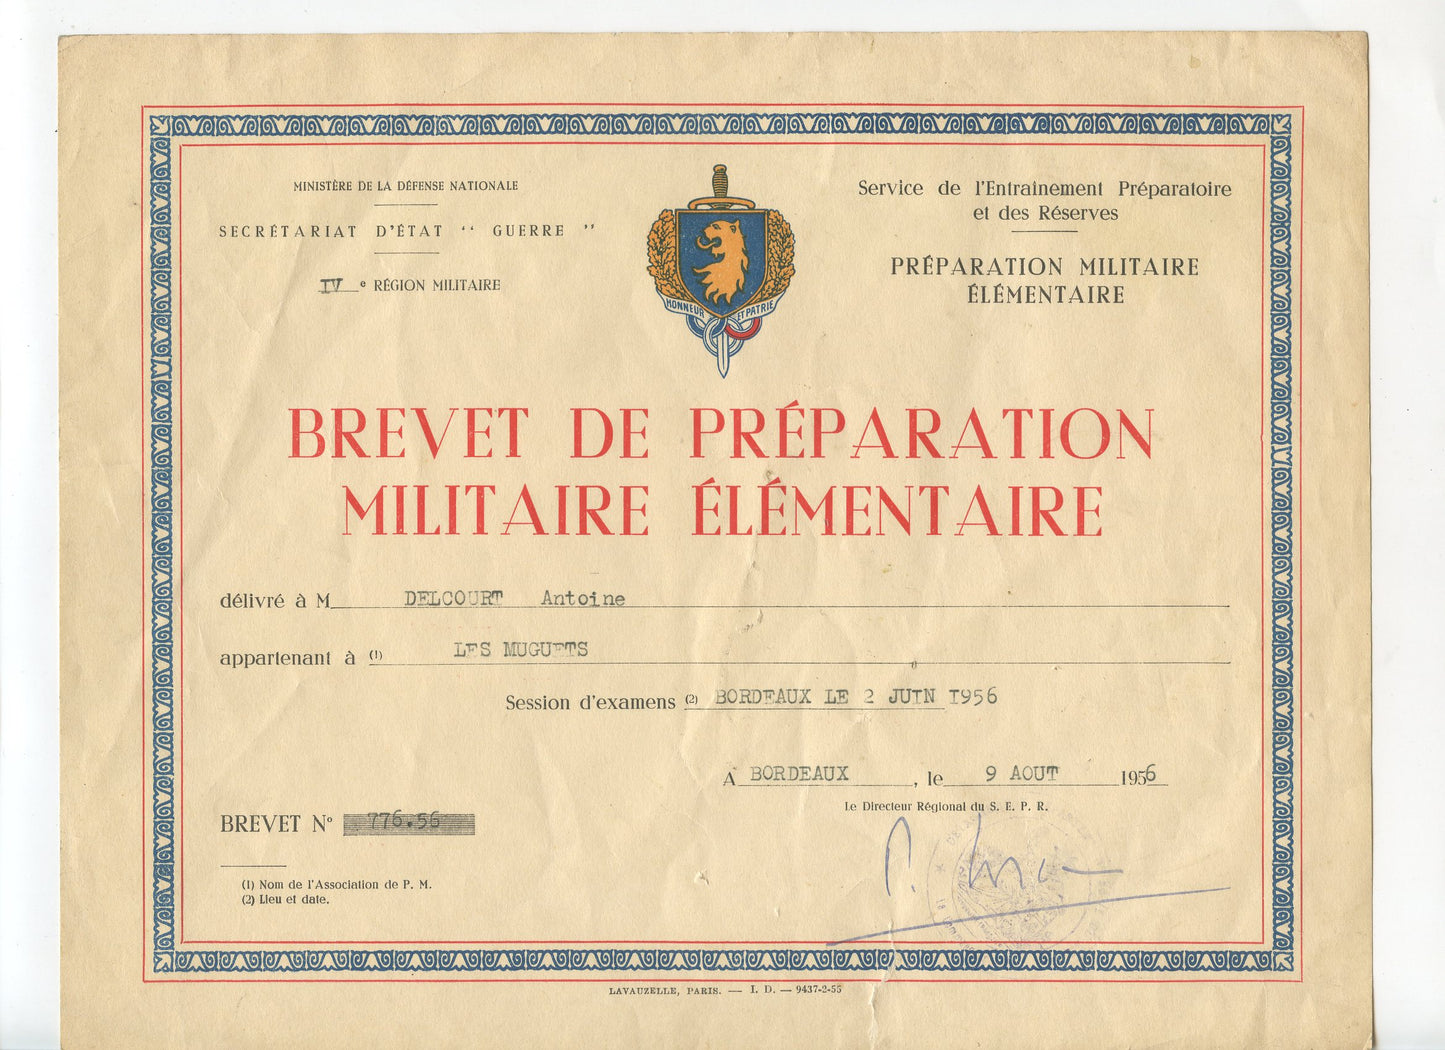 MINISTÈRE DE LA DÉFENSE NATIONALE
SECRÉTARIAT D'ÉTAT “ GUERRE ”
IV e RÉGION MILITAIRE
HONNEUR ET PATRIE
Service de l'Entraînement Préparatoire
et des Réserves
PRÉPARATION MILITAIRE
ÉLÉMENTAIRE
BREVET DE PRÉPARATION
MILITAIRE ÉLÉMENTAIRE
délivré à M DELCOURT Antoine
appartenant à (1) LES MUGUETS
Session d'examens (2) BORDEAUX LE 2 JUIN 1956
A BORDEAUX , le 9 AOUT 1956
Le Directeur Régional du S. E. P. R.
BREVET No 776.56
(1) Nom de l'Association de P. M.
(2) Lieu et date.
LAVAUZELLE, PARIS. — I. D. — 9437-2-55